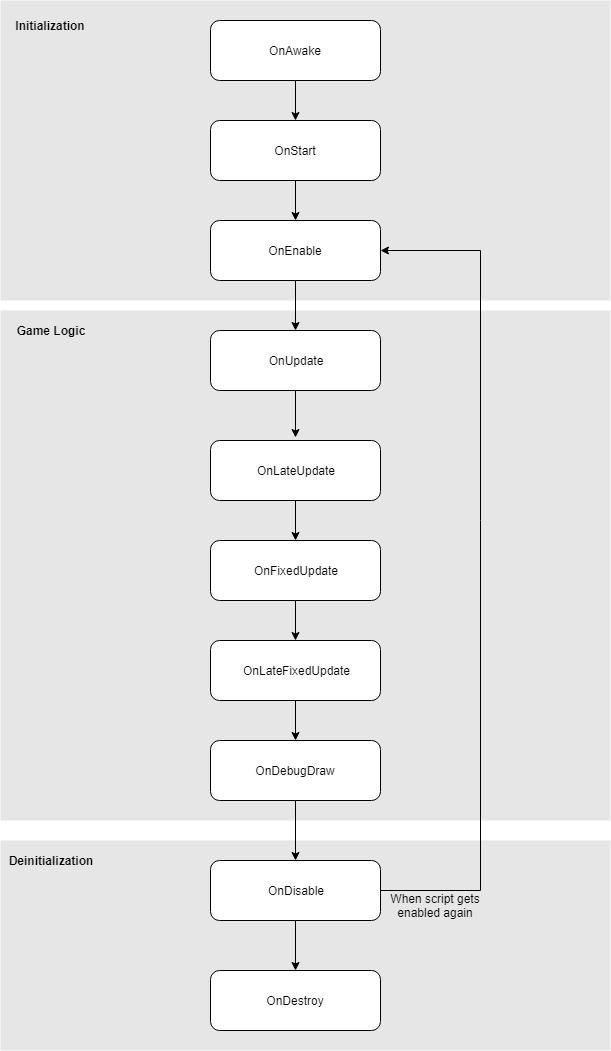 Initialization
OnAwake
OnStart
OnEnable
Game Logic
OnUpdate
OnLateUpdate
OnFixedUpdate
OnLateFixedUpdate
OnDebugDraw
Deinitialization
OnDisable
When script gets
enabled again
OnDestroy